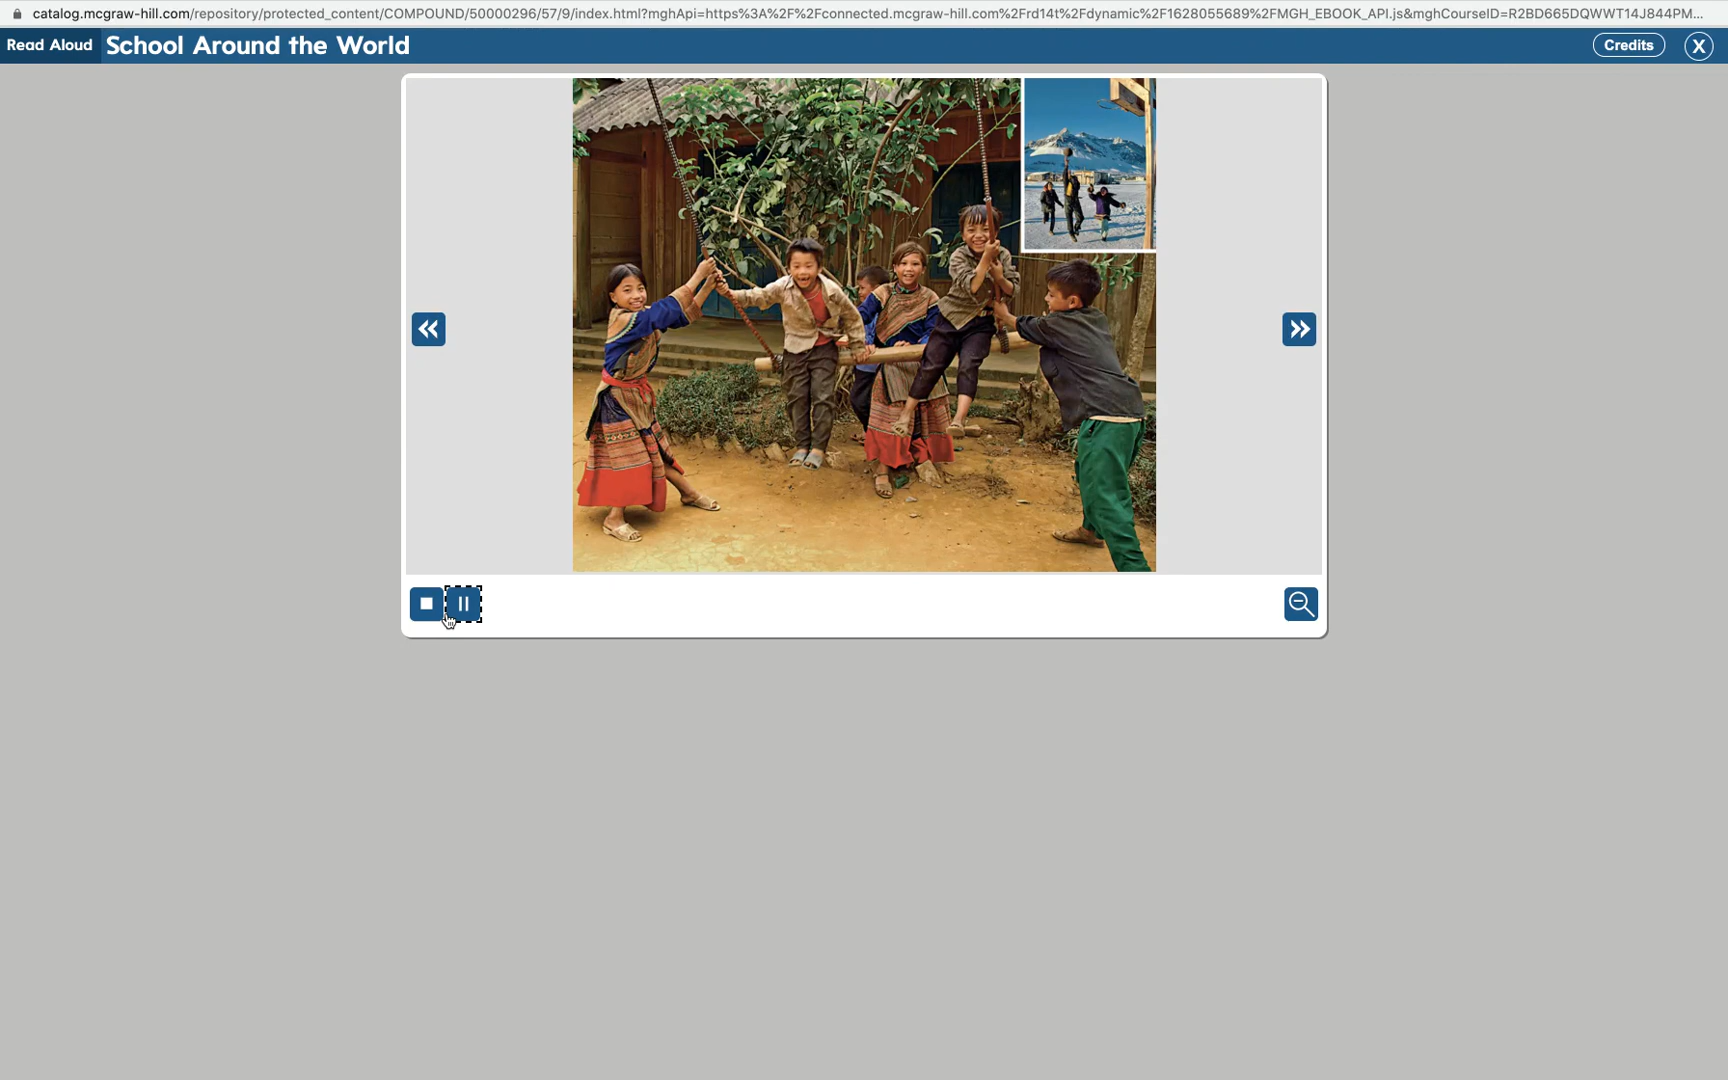 catalog.mcgraw-hill.com/repository/protected_content/COMPOUND/50000296/57/9/index.html?mghApi=https%3A%2F%2Fconnected.mcgraw-hill.com%2Frd14t%2Fdynamic%2F1628055689%2FMGH_EBOOK_API.js&mghCourseID=R2BD665DQWWT14J844PM...
Read Aloud School Around the World Credits X